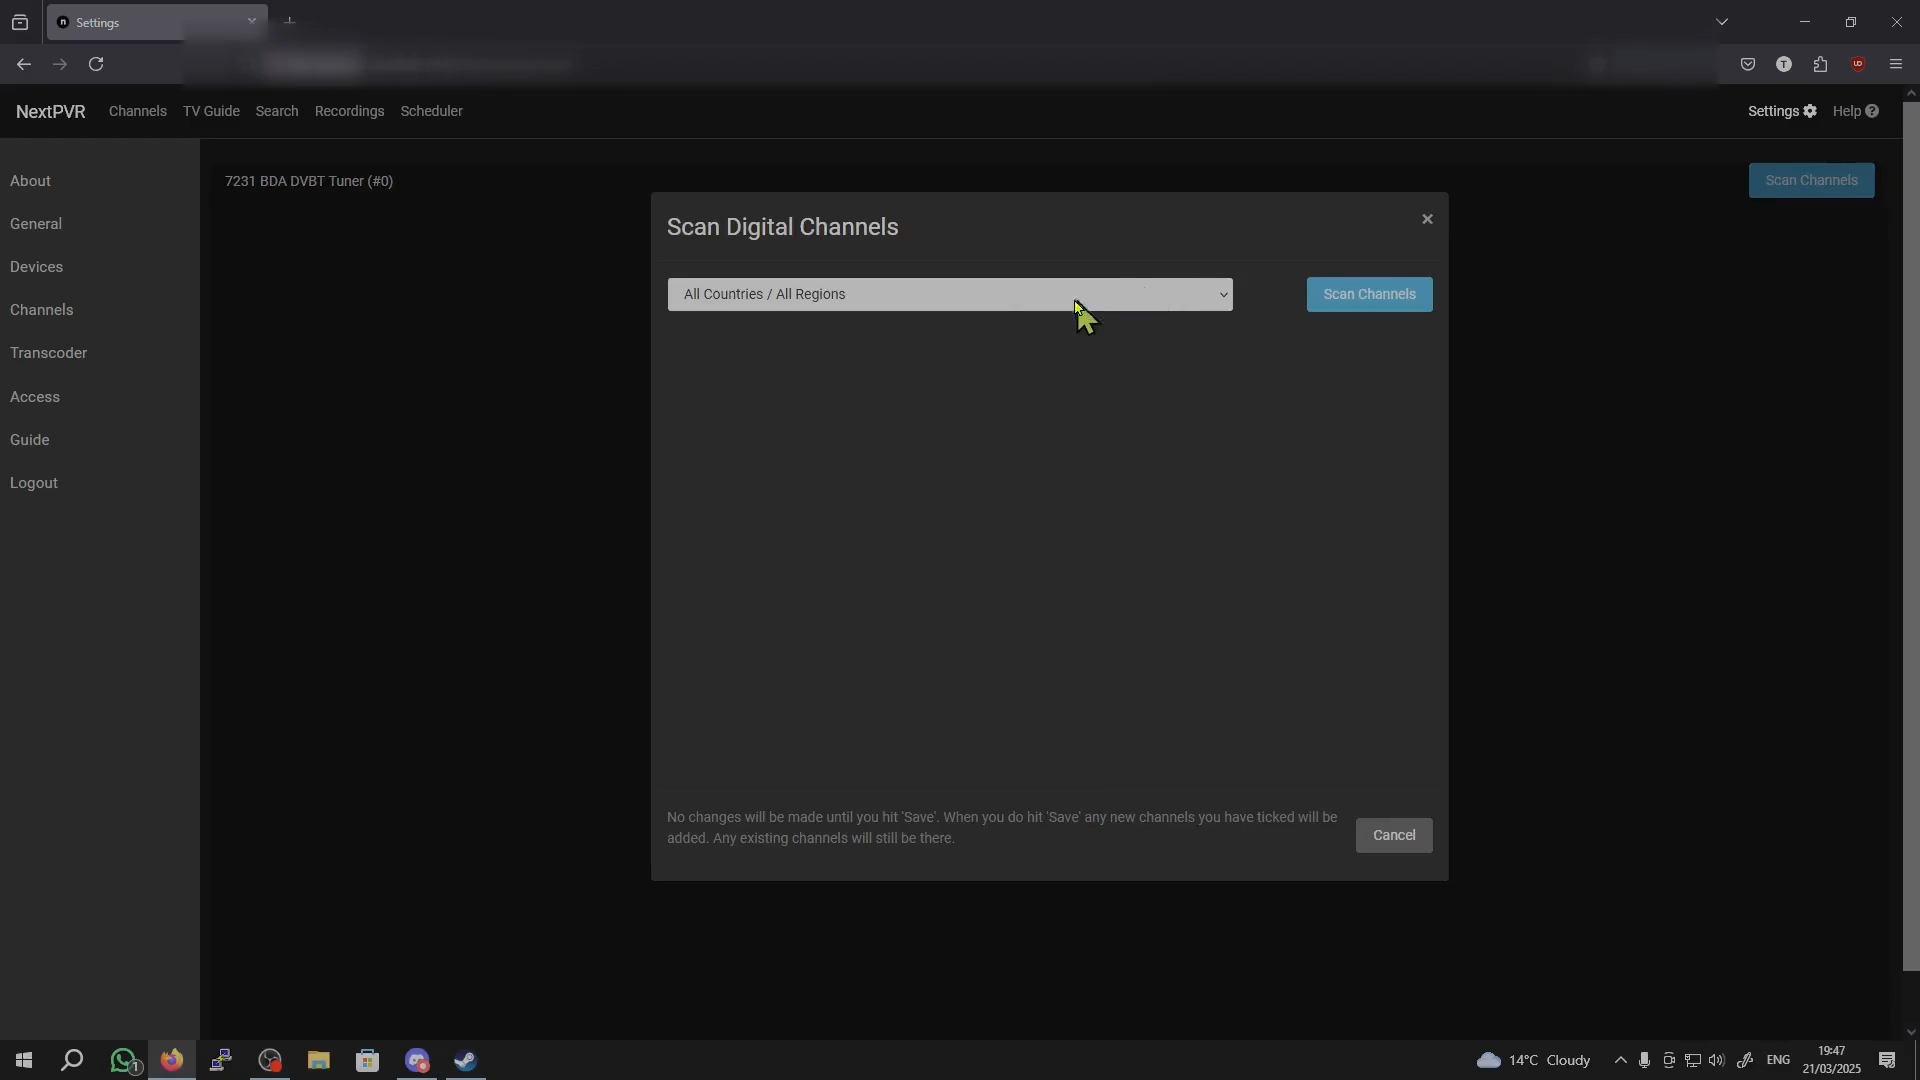 Settings
NextPVR Channels TV Guide Search Recordings Scheduler Settings Help
About
General
Devices
Channels
Transcoder
Access
Guide
Logout
7231 BDA DVBT Tuner (#0) Scan Channels
Scan Digital Channels
All Countries / All Regions Scan Channels
No changes will be made until you hit 'Save'. When you do hit 'Save' any new channels you have ticked will be
added. Any existing channels will still be there.
Cancel
1
14°C Cloudy ENG 19:47
21/03/2025